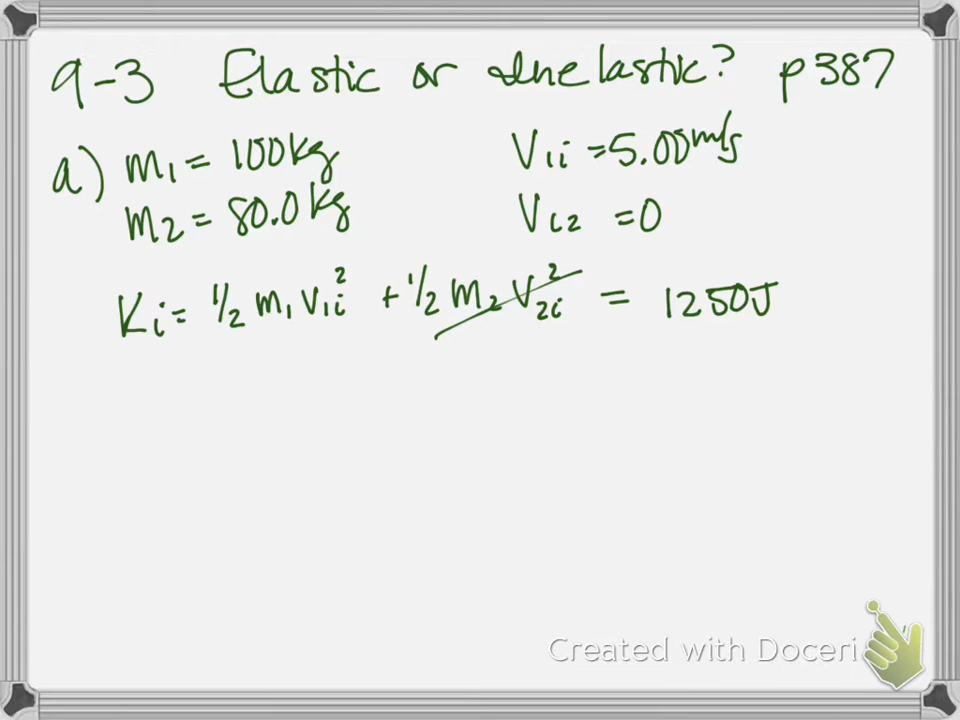 9-3 Elastic or Inelastic? p387
a) m₁ = 100kg V₁ᵢ = 5.00m/s
m₂ = 80.0kg Vᵢ₂ = 0
Kᵢ = 1/2 m₁ V₁ᵢ² + 1/2 m₂ V₂ᵢ² = 1250J
Created with Doceri